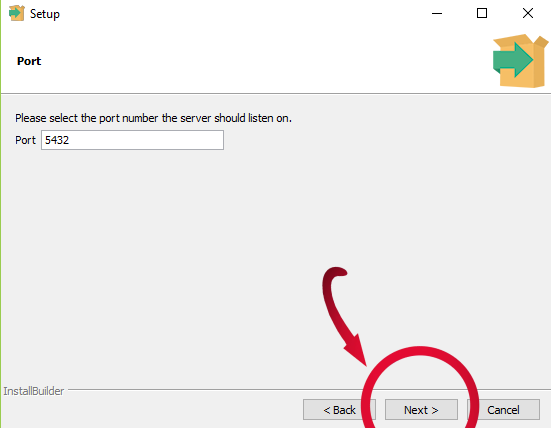 Setup
Port
Please select the port number the server should listen on.
Port 5432
InstallBuilder
< Back Next > Cancel